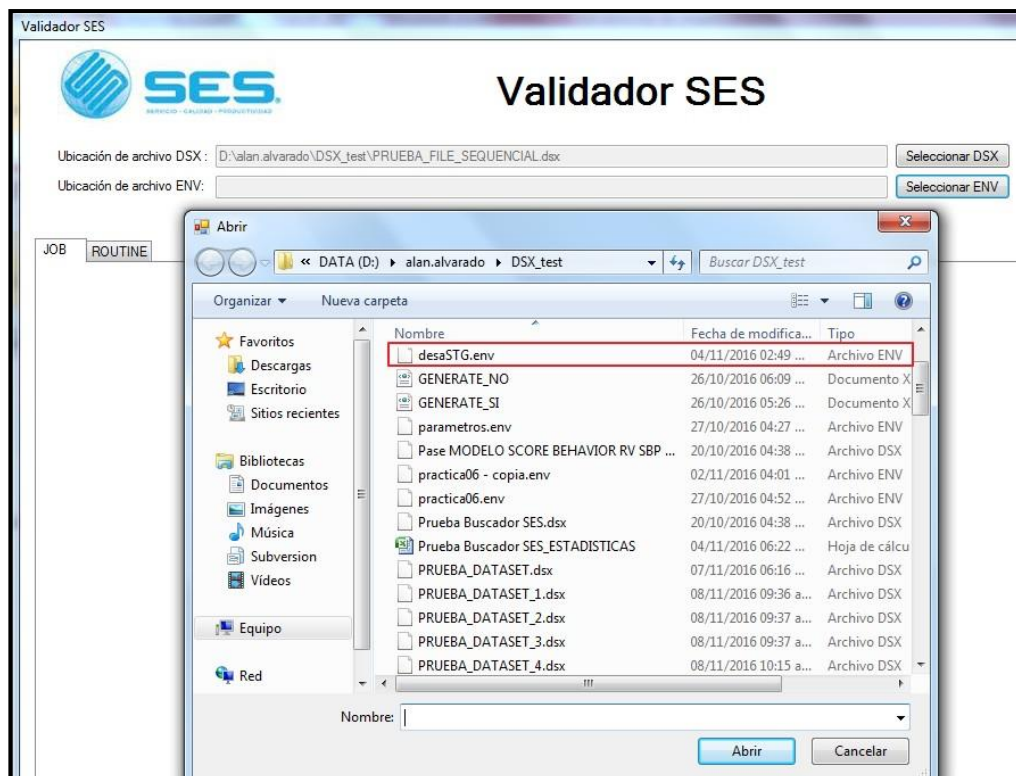 Validador SES
SES.
SERVICIO - CALIDAD - PRODUCTIVIDAD
Validador SES
Ubicación de archivo DSX : D:\alan.alvarado\DSX_test\PRUEBA_FILE_SEQUENCIAL.dsx Seleccionar DSX
Ubicación de archivo ENV: Seleccionar ENV
JOB ROUTINE
Abrir
« DATA (D:) ▸ alan.alvarado ▸ DSX_test Buscar DSX_test
Organizar Nueva carpeta
Favoritos
Descargas
Escritorio
Sitios recientes
Bibliotecas
Documentos
Imágenes
Música
Subversion
Vídeos
Equipo
Red
Nombre Fecha de modifica... Tipo
desaSTG.env 04/11/2016 02:49 ... Archivo ENV
GENERATE_NO 26/10/2016 06:09 ... Documento X
GENERATE_SI 26/10/2016 05:26 ... Documento X
parametros.env 27/10/2016 04:27 ... Archivo ENV
Pase MODELO SCORE BEHAVIOR RV SBP ... 20/10/2016 04:38 ... Archivo DSX
practica06 - copia.env 02/11/2016 04:01 ... Archivo ENV
practica06.env 27/10/2016 04:52 ... Archivo ENV
Prueba Buscador SES.dsx 20/10/2016 04:38 ... Archivo DSX
Prueba Buscador SES_ESTADISTICAS 04/11/2016 06:22 ... Hoja de cálcu
PRUEBA_DATASET.dsx 07/11/2016 06:16 ... Archivo DSX
PRUEBA_DATASET_1.dsx 08/11/2016 09:36 a... Archivo DSX
PRUEBA_DATASET_2.dsx 08/11/2016 09:37 a... Archivo DSX
PRUEBA_DATASET_3.dsx 08/11/2016 09:37 a... Archivo DSX
PRUEBA_DATASET_4.dsx 08/11/2016 10:15 a... Archivo DSX
Nombre:
Abrir Cancelar